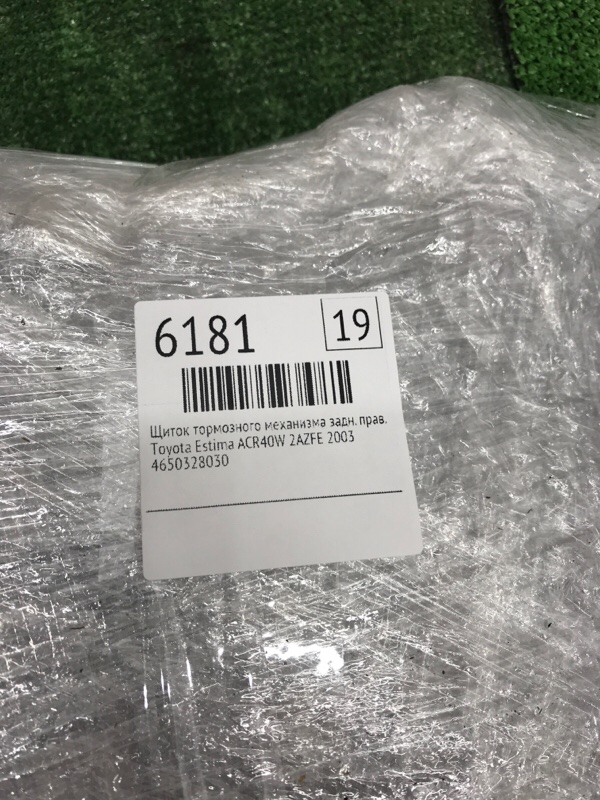 6181
19
Щиток тормозного механизма задн. прав.
Toyota Estima ACR40W 2AZFE 2003
4650328030